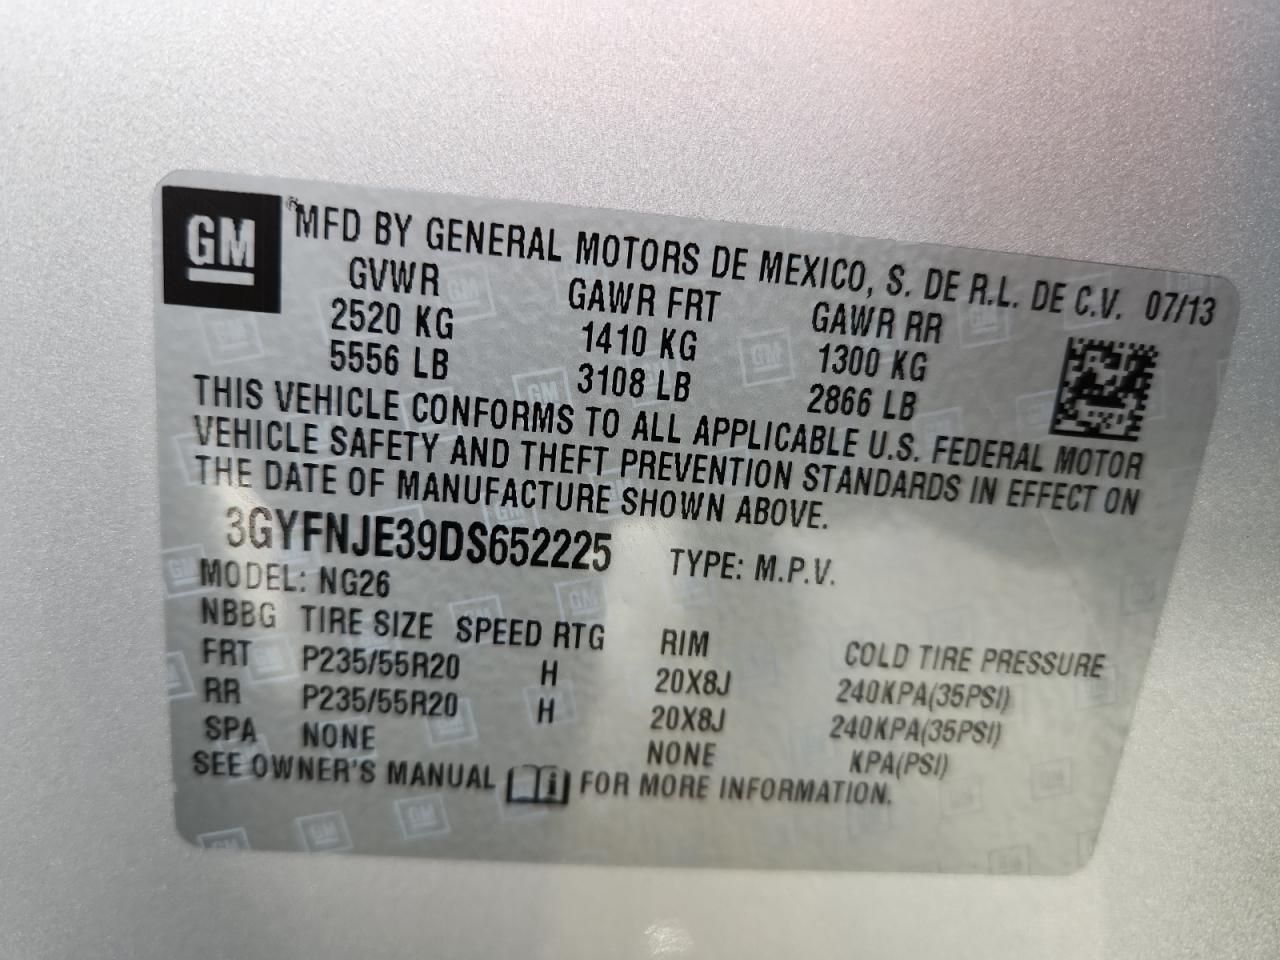 GM ® MFD BY GENERAL MOTORS DE MEXICO, S. DE R.L. DE C.V. 07/13
GVWR GAWR FRT GAWR RR
2520 KG 1410 KG 1300 KG
5556 LB 3108 LB 2866 LB
THIS VEHICLE CONFORMS TO ALL APPLICABLE U.S. FEDERAL MOTOR
VEHICLE SAFETY AND THEFT PREVENTION STANDARDS IN EFFECT ON
THE DATE OF MANUFACTURE SHOWN ABOVE.
3GYFNJE39DS652225 TYPE: M.P.V.
MODEL: NG26
NBBG TIRE SIZE SPEED RTG RIM COLD TIRE PRESSURE
FRT P235/55R20 H 20X8J 240KPA(35PSI)
RR P235/55R20 H 20X8J 240KPA(35PSI)
SPA NONE NONE KPA(PSI)
SEE OWNER'S MANUAL FOR MORE INFORMATION.